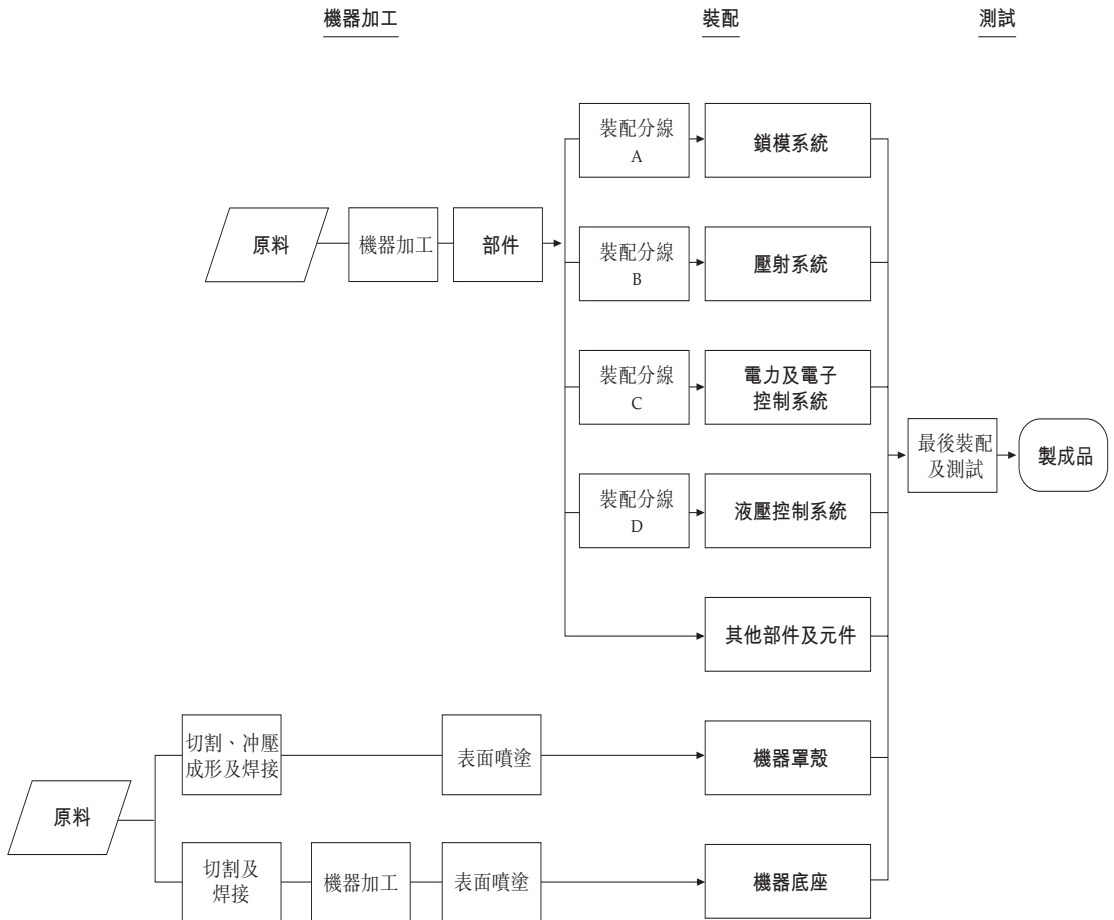 機器加工
裝配
測試
裝配分線
A
鎖模系統
原料
機器加工
部件
裝配分線
B
壓射系統
裝配分線
C
電力及電子
控制系統
最後裝配
及測試
製成品
裝配分線
D
液壓控制系統
其他部件及元件
切割、冲壓
成形及焊接
表面噴塗
機器罩殼
原料
切割及
焊接
機器加工
表面噴塗
機器底座